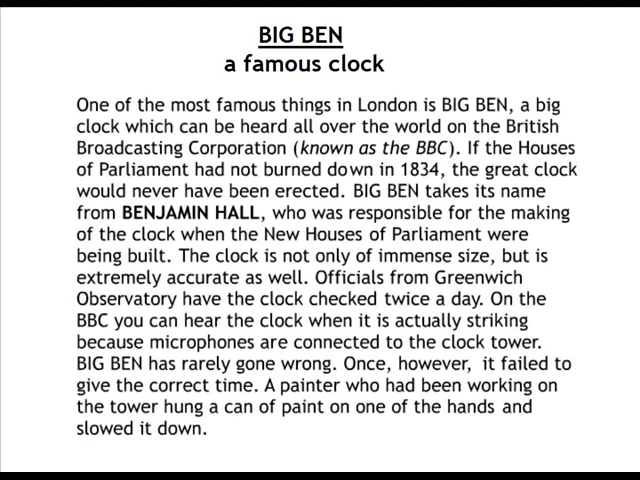 BIG BEN
a famous clock
One of the most famous things in London is BIG BEN, a big
clock which can be heard all over the world on the British
Broadcasting Corporation (known as the BBC). If the Houses
of Parliament had not burned down in 1834, the great clock
would never have been erected. BIG BEN takes its name
from BENJAMIN HALL, who was responsible for the making
of the clock when the New Houses of Parliament were
being built. The clock is not only of immense size, but is
extremely accurate as well. Officials from Greenwich
Observatory have the clock checked twice a day. On the
BBC you can hear the clock when it is actually striking
because microphones are connected to the clock tower.
BIG BEN has rarely gone wrong. Once, however, it failed to
give the correct time. A painter who had been working on
the tower hung a can of paint on one of the hands and
slowed it down.